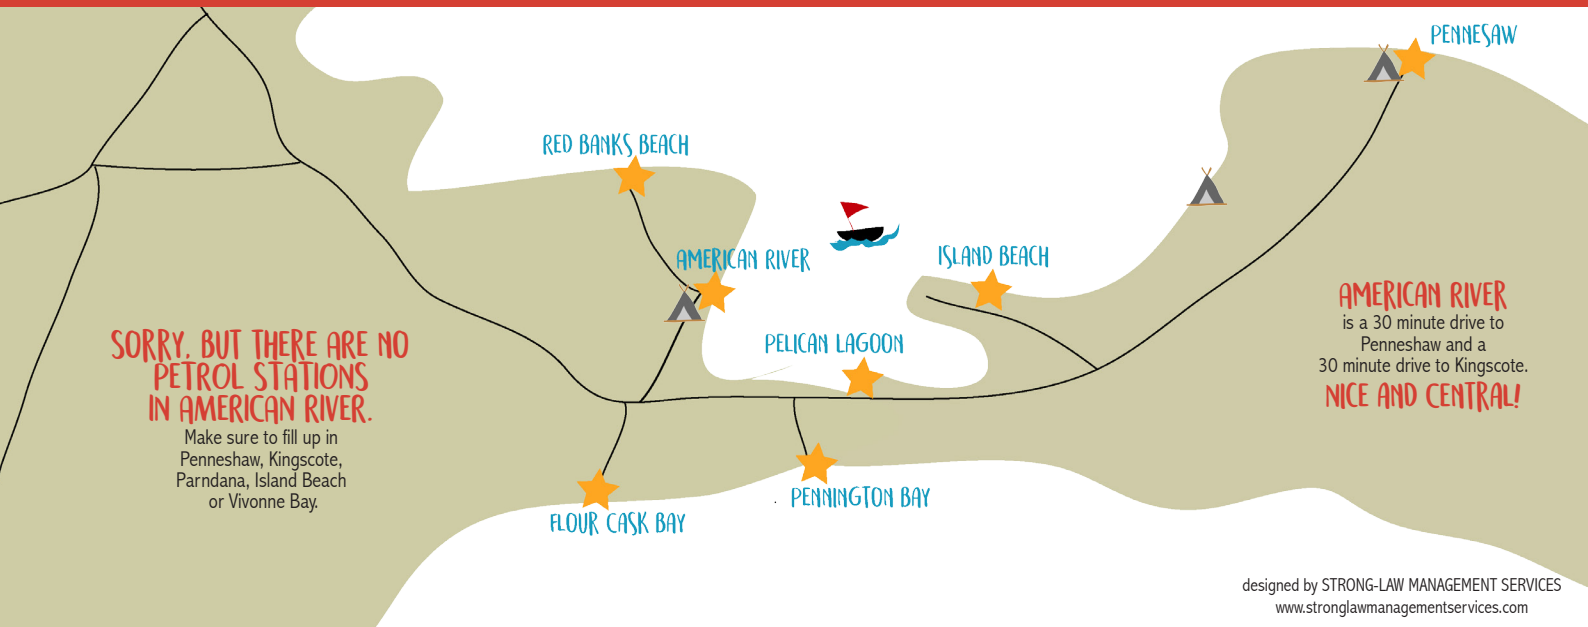 PENNESAW
RED BANKS BEACH
AMERICAN RIVER
ISLAND BEACH
PELICAN LAGOON
PENNINGTON BAY
FLOUR CASK BAY
SORRY, BUT THERE ARE NO
PETROL STATIONS
IN AMERICAN RIVER.
Make sure to fill up in
Penneshaw, Kingscote,
Parndana, Island Beach
or Vivonne Bay.
AMERICAN RIVER
is a 30 minute drive to
Penneshaw and a
30 minute drive to Kingscote.
NICE AND CENTRAL!
designed by STRONG-LAW MANAGEMENT SERVICES
www.stronglawmanagementservices.com